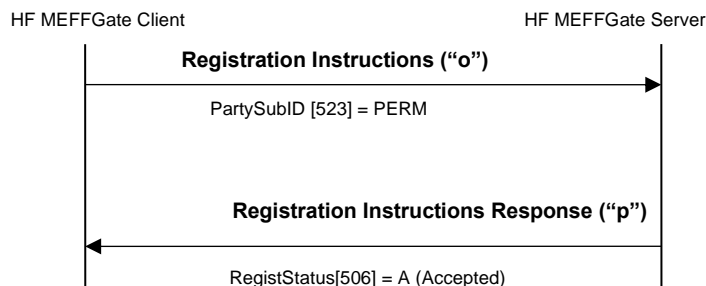 HF MEFFGate Client HF MEFFGate Server
Registration Instructions (“o”)
PartySubID [523] = PERM
Registration Instructions Response (“p”)
RegistStatus[506] = A (Accepted)